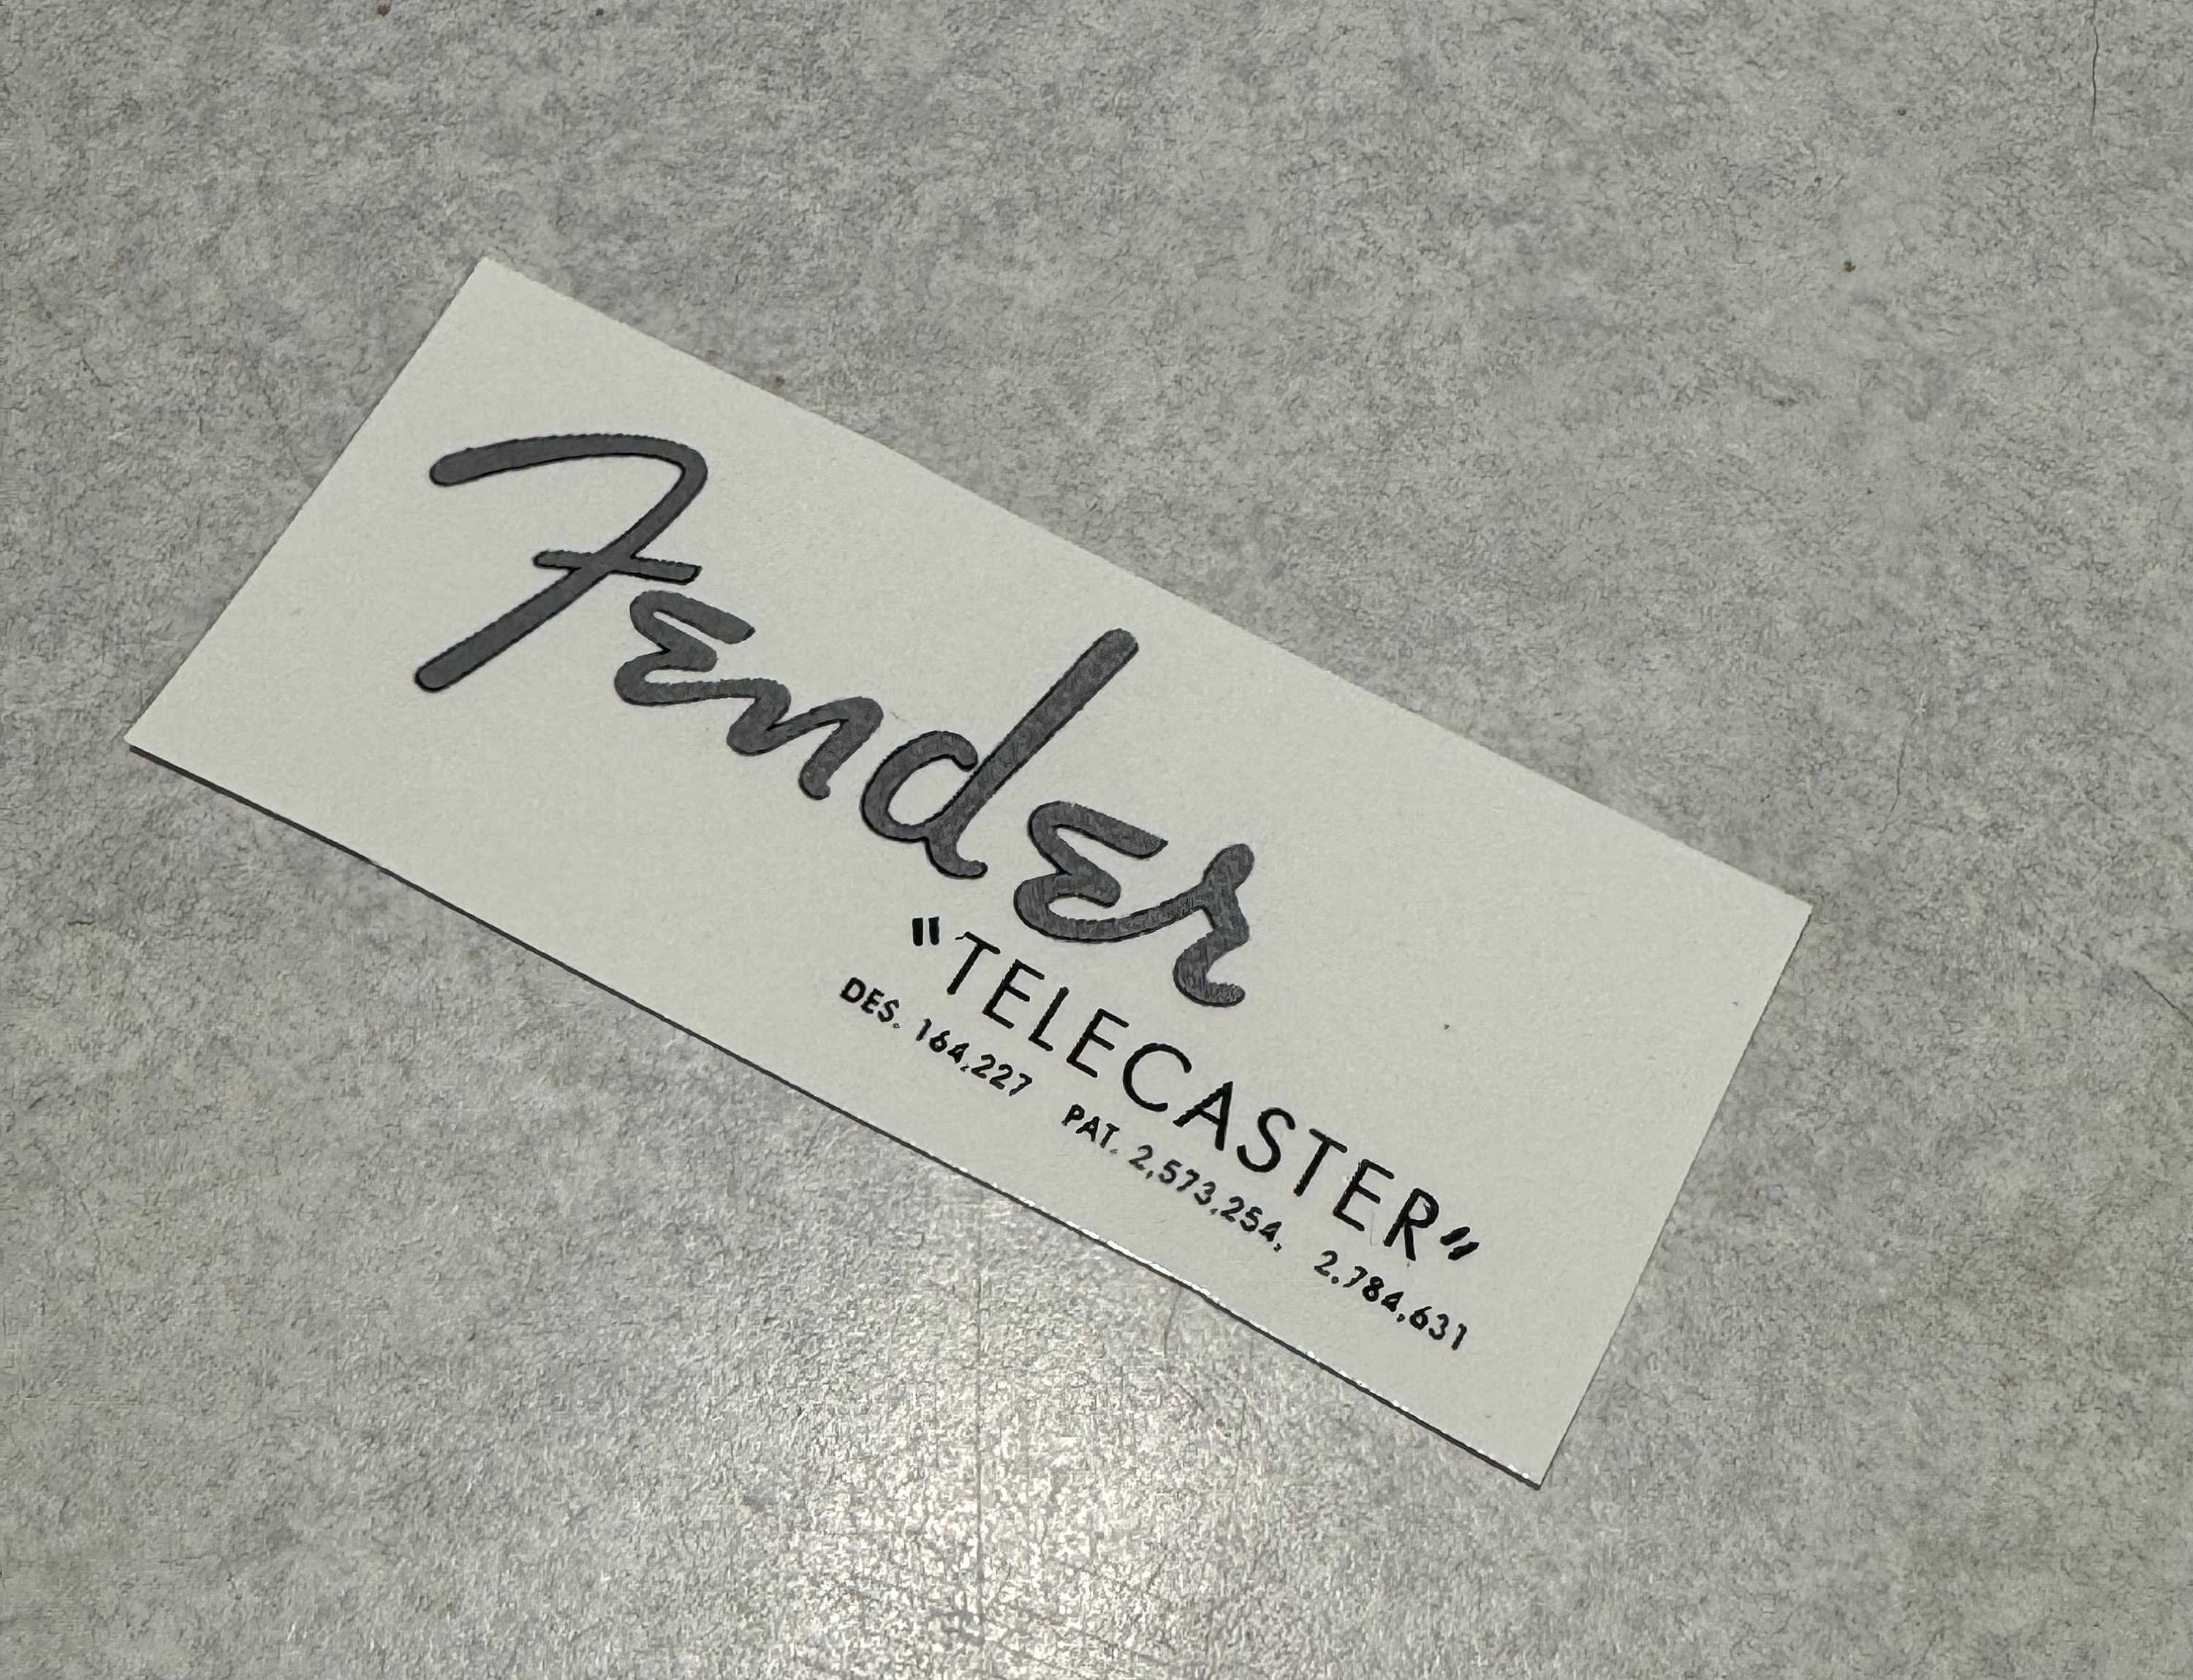 Fender
"TELECASTER"
DES. 164,227 PAT. 2,573,254, 2,784,631